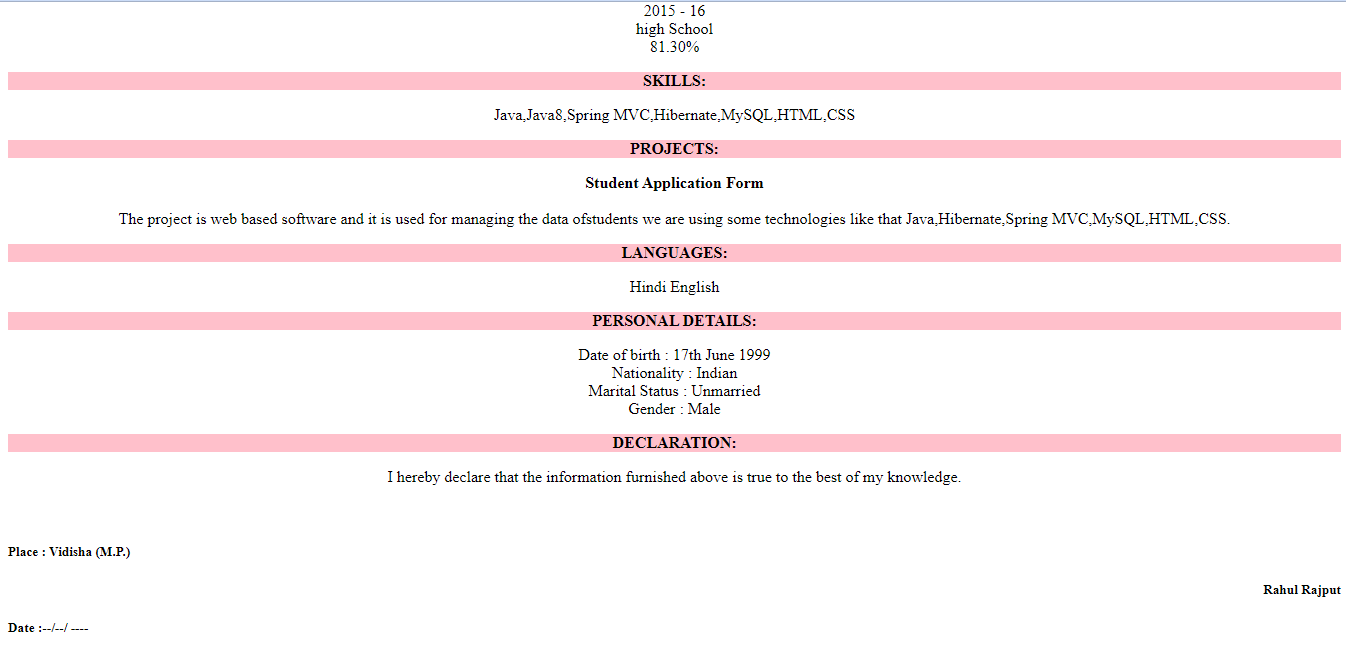 2015 - 16
high School
81.30%
SKILLS:
Java,Java8,Spring MVC,Hibernate,MySQL,HTML,CSS
PROJECTS:
Student Application Form
The project is web based software and it is used for managing the data ofstudents we are using some technologies like that Java,Hibernate,Spring MVC,MySQL,HTML,CSS.
LANGUAGES:
Hindi English
PERSONAL DETAILS:
Date of birth : 17th June 1999
Nationality : Indian
Marital Status : Unmarried
Gender : Male
DECLARATION:
I hereby declare that the information furnished above is true to the best of my knowledge.
Place : Vidisha (M.P.)
Rahul Rajput
Date :--/--/ ----